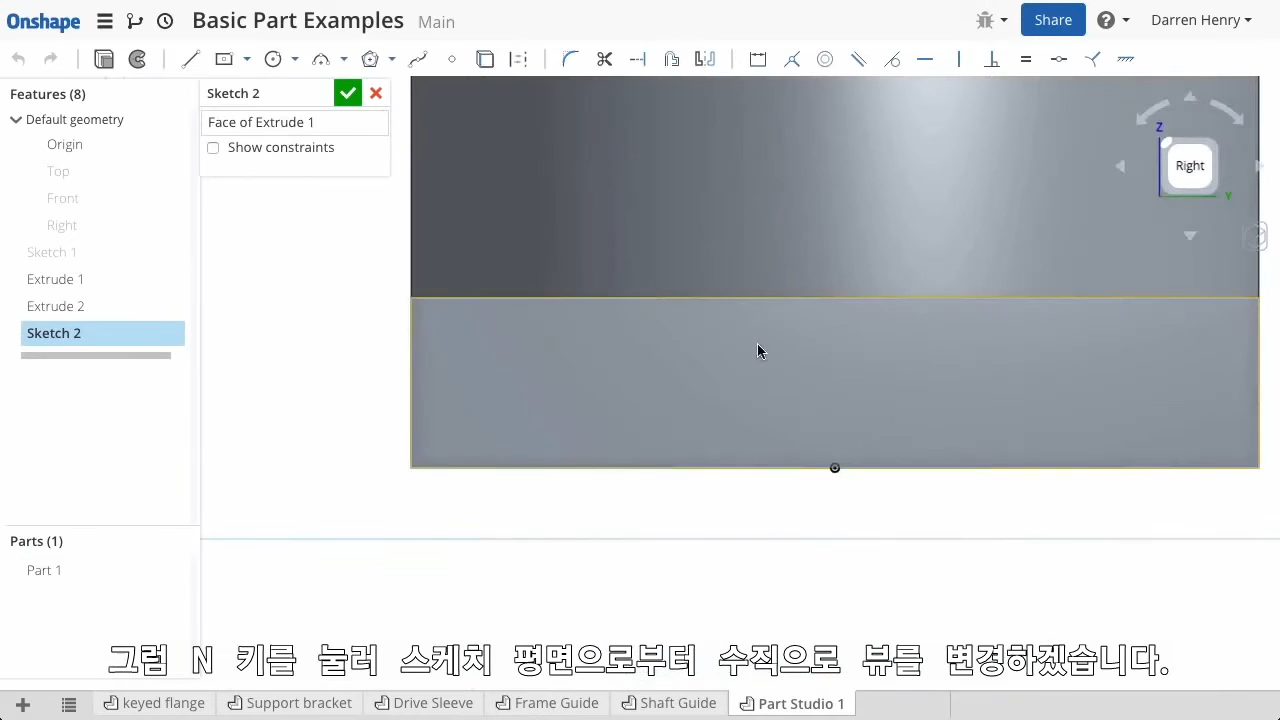 Onshape
Basic Part Examples
Main
Share
Darren Henry
Features (8)
Default geometry
Origin
Top
Front
Right
Sketch 1
Extrude 1
Extrude 2
Sketch 2
Parts (1)
Part 1
Sketch 2
Face of Extrude 1
Show constraints
Z
Right
Y
그럼 N 키를 눌러 스케치 평면으로부터 수직으로 뷰를 변경하겠습니다.
keyed flange
Support bracket
Drive Sleeve
Frame Guide
Shaft Guide
Part Studio 1